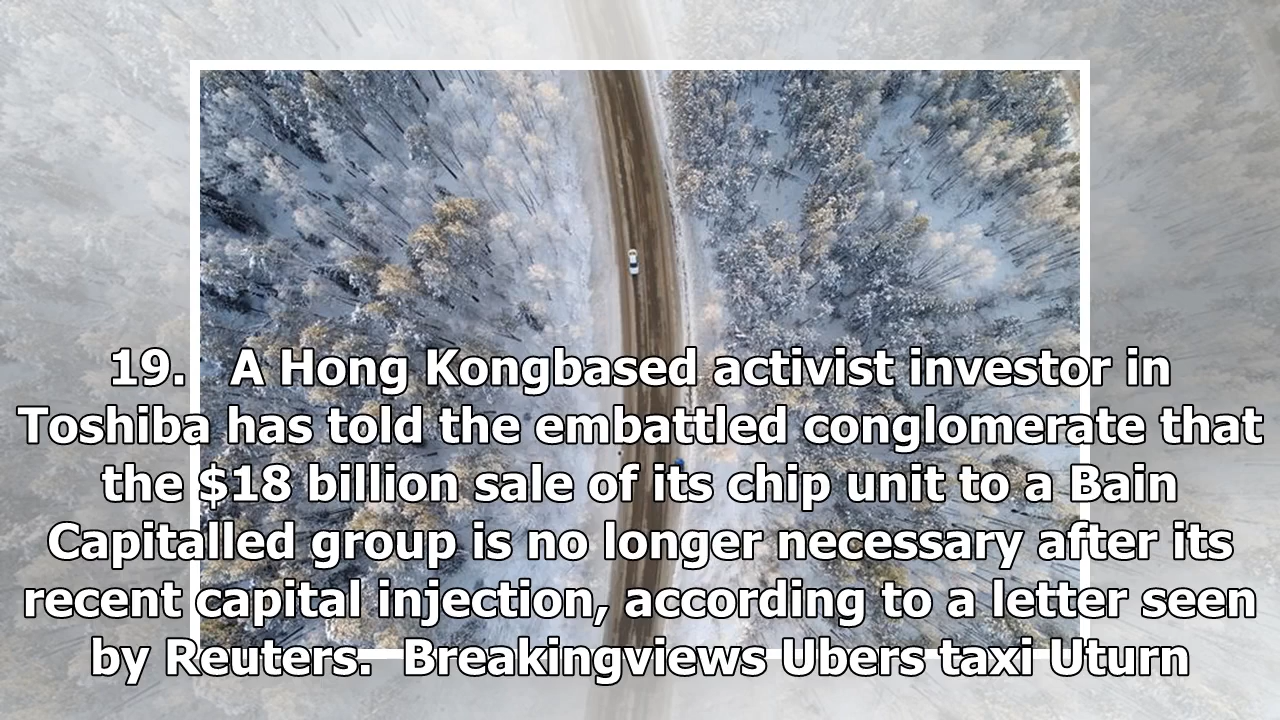 19. A Hong Kongbased activist investor in
Toshiba has told the embattled conglomerate that
the $18 billion sale of its chip unit to a Bain
Capitalled group is no longer necessary after its
recent capital injection, according to a letter seen
by Reuters. Breakingviews Ubers taxi Uturn